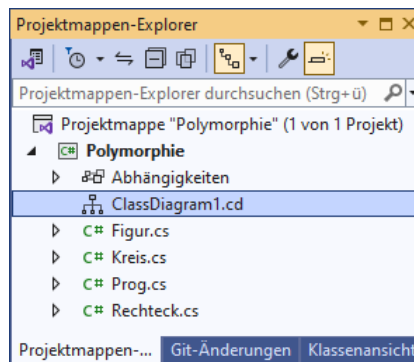 Projektmappen-Explorer
Projektmappen-Explorer durchsuchen (Strg+ü)
Projektmappe "Polymorphie" (1 von 1 Projekt)
C# Polymorphie
Abhängigkeiten
ClassDiagram1.cd
C# Figur.cs
C# Kreis.cs
C# Prog.cs
C# Rechteck.cs
Projektmappen-... Git-Änderungen Klassenansicht